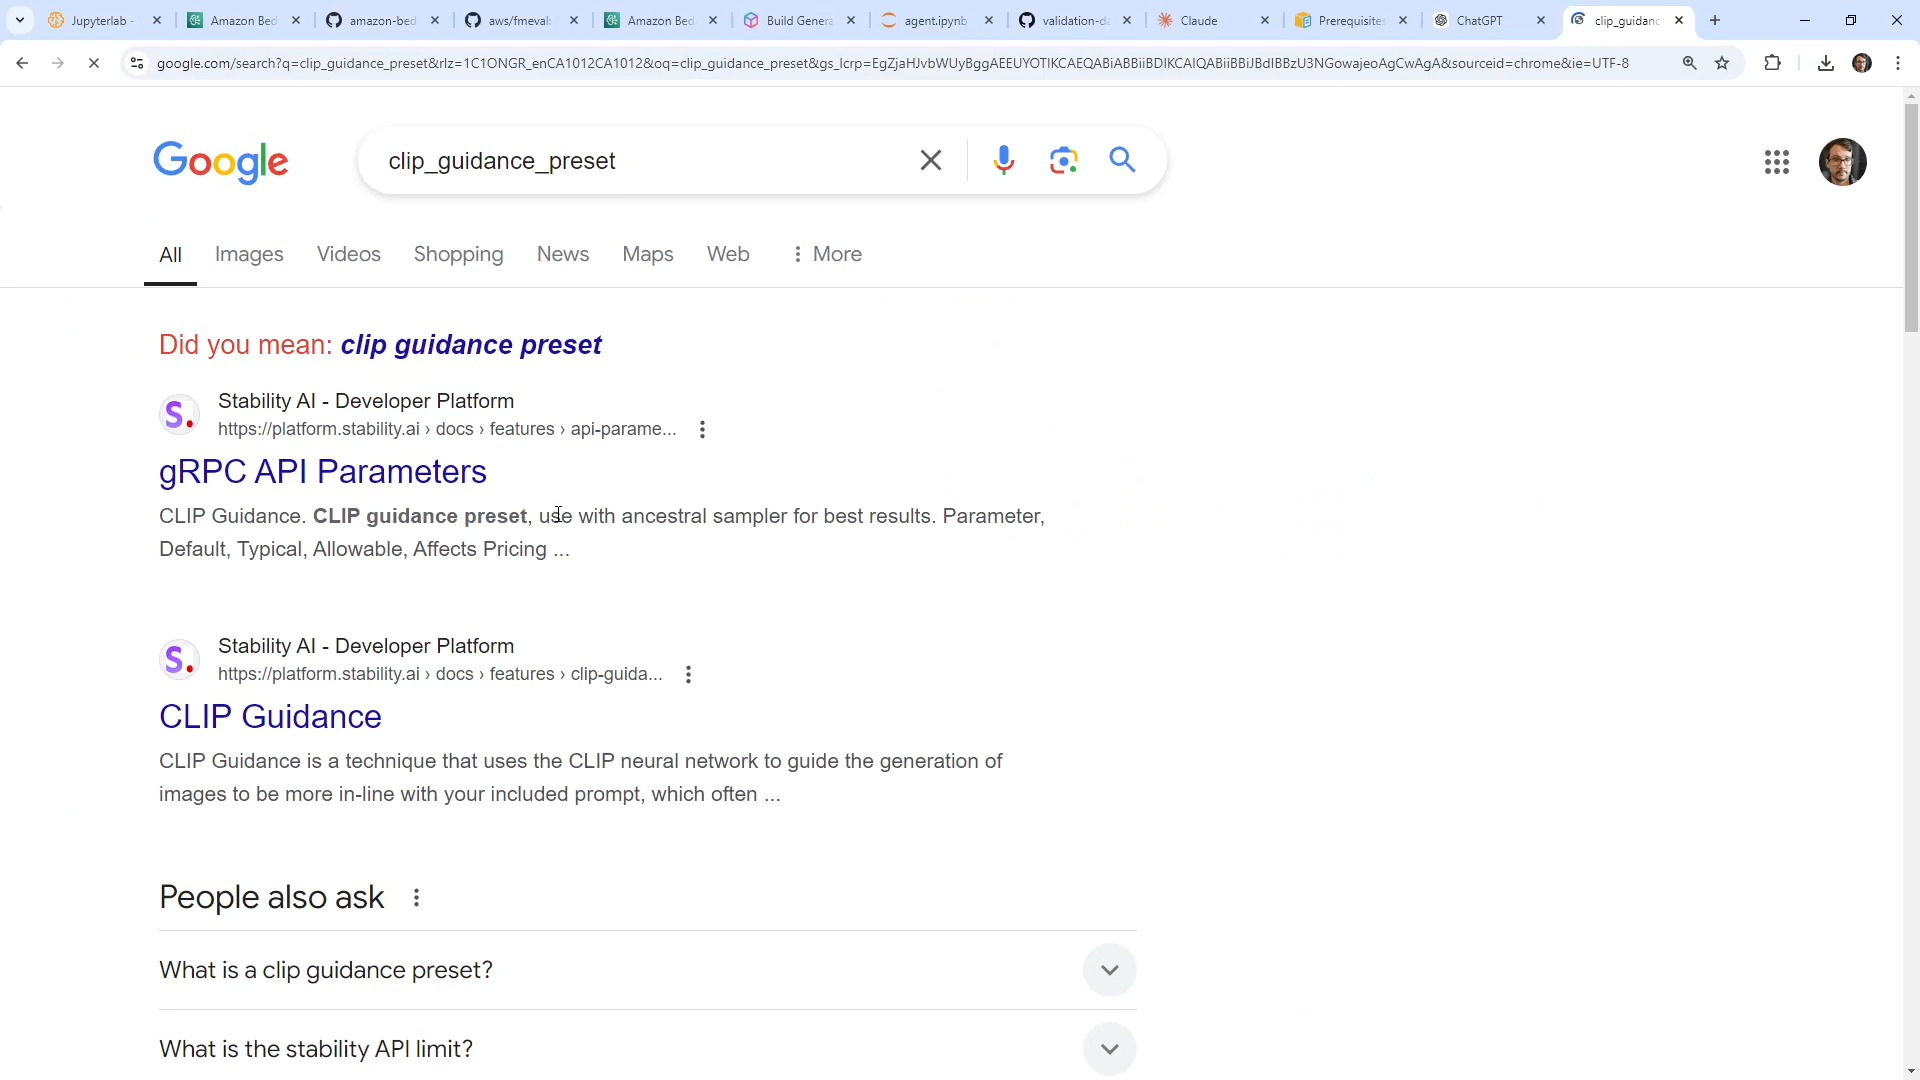 Jupyterlab -
Amazon Bed
amazon-bed
aws/fmeval:
Amazon Bed
Build Genera
agent.ipynb
validation-da
Claude
Prerequisites
ChatGPT
clip_guidanc
google.com/search?q=clip_guidance_preset&rlz=1C1ONGR_enCA1012CA1012&oq=clip_guidance_preset&gs_lcrp=EgZjaHJvbWUyBggAEEUYOTIKCAEQABiABBiiBDIKCAIQABiiBBiJBdIBBzU3NGowajeoAgCwAgA&sourceid=chrome&ie=UTF-8
Google
clip_guidance_preset
All Images Videos Shopping News Maps Web More
Did you mean: clip guidance preset
S.
Stability AI - Developer Platform
https://platform.stability.ai › docs › features › api-parame...
gRPC API Parameters
CLIP Guidance. CLIP guidance preset, use with ancestral sampler for best results. Parameter,
Default, Typical, Allowable, Affects Pricing ...
S.
Stability AI - Developer Platform
https://platform.stability.ai › docs › features › clip-guida...
CLIP Guidance
CLIP Guidance is a technique that uses the CLIP neural network to guide the generation of
images to be more in-line with your included prompt, which often ...
People also ask
What is a clip guidance preset?
What is the stability API limit?